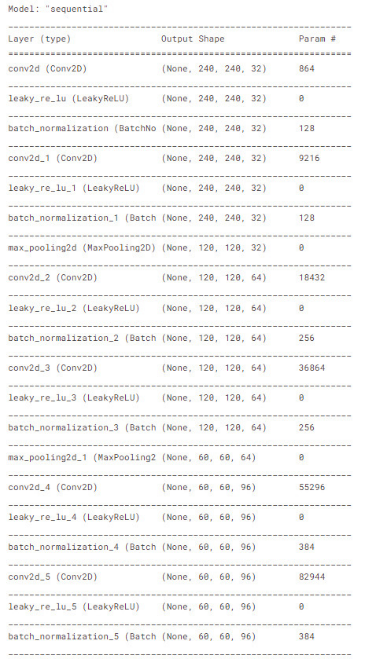 Model: "sequential"
_________________________________________________________________
Layer (type) Output Shape Param #
=================================================================
conv2d (Conv2D) (None, 240, 240, 32) 864
_________________________________________________________________
leaky_re_lu (LeakyReLU) (None, 240, 240, 32) 0
_________________________________________________________________
batch_normalization (BatchNo (None, 240, 240, 32) 128
_________________________________________________________________
conv2d_1 (Conv2D) (None, 240, 240, 32) 9216
_________________________________________________________________
leaky_re_lu_1 (LeakyReLU) (None, 240, 240, 32) 0
_________________________________________________________________
batch_normalization_1 (Batch (None, 240, 240, 32) 128
_________________________________________________________________
max_pooling2d (MaxPooling2D) (None, 120, 120, 32) 0
_________________________________________________________________
conv2d_2 (Conv2D) (None, 120, 120, 64) 18432
_________________________________________________________________
leaky_re_lu_2 (LeakyReLU) (None, 120, 120, 64) 0
_________________________________________________________________
batch_normalization_2 (Batch (None, 120, 120, 64) 256
_________________________________________________________________
conv2d_3 (Conv2D) (None, 120, 120, 64) 36864
_________________________________________________________________
leaky_re_lu_3 (LeakyReLU) (None, 120, 120, 64) 0
_________________________________________________________________
batch_normalization_3 (Batch (None, 120, 120, 64) 256
_________________________________________________________________
max_pooling2d_1 (MaxPooling2 (None, 60, 60, 64) 0
_________________________________________________________________
conv2d_4 (Conv2D) (None, 60, 60, 96) 55296
_________________________________________________________________
leaky_re_lu_4 (LeakyReLU) (None, 60, 60, 96) 0
_________________________________________________________________
batch_normalization_4 (Batch (None, 60, 60, 96) 384
_________________________________________________________________
conv2d_5 (Conv2D) (None, 60, 60, 96) 82944
_________________________________________________________________
leaky_re_lu_5 (LeakyReLU) (None, 60, 60, 96) 0
_________________________________________________________________
batch_normalization_5 (Batch (None, 60, 60, 96) 384
_________________________________________________________________